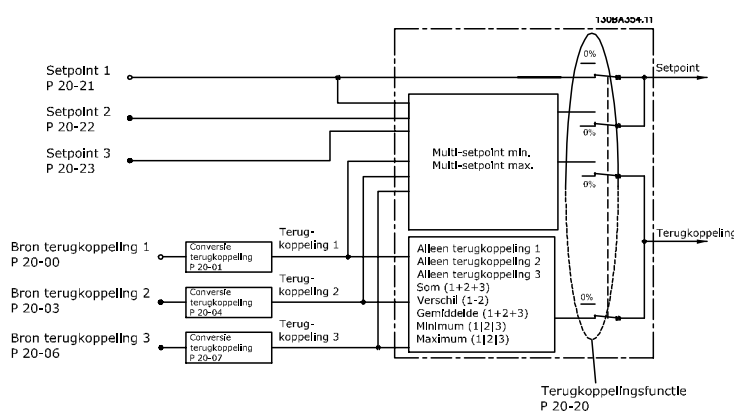 130BA354.11
Setpoint 1
P 20-21
Setpoint 2
P 20-22
Setpoint 3
P 20-23
0%
Setpoint
0%
Multi-setpoint min.
Multi-setpoint max.
0%
Terugkoppeling
Bron terugkoppeling 1
P 20-00
Conversie
terugkoppeling
P 20-01
Terug-
koppeling 1
Bron terugkoppeling 2
P 20-03
Conversie
terugkoppeling
P 20-04
Terug-
koppeling 2
Bron terugkoppeling 3
P 20-06
Conversie
terugkoppeling
P 20-07
Terug-
koppeling 3
Alleen terugkoppeling 1
Alleen terugkoppeling 2
Alleen terugkoppeling 3
Som (1+2+3)
Verschil (1-2)
Gemiddelde (1+2+3)
Minimum (1|2|3)
Maximum (1|2|3)
0%
Terugkoppelingsfunctie
P 20-20